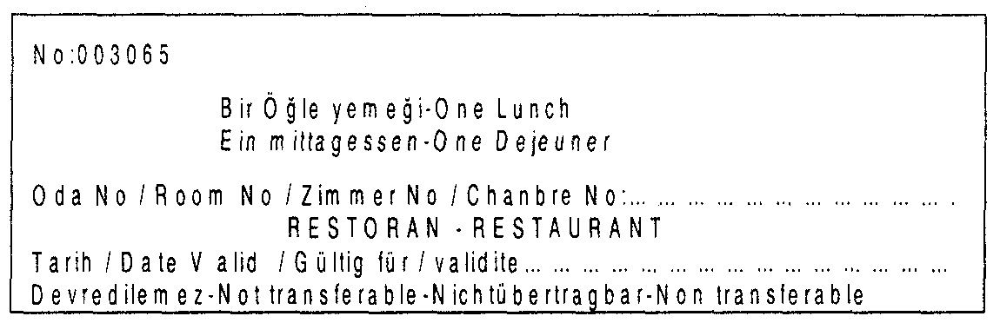 No:003065
Bir Öğle yemeği-One Lunch
Ein mittagessen-One Dejeuner
Oda No / Room No / Zimmer No / Chanbre No:... ... ... ... ... ... ... ... ... ... ... .
RESTORAN - RESTAURANT
Tarih / Date Valid / Gültig für / validite... ... ... ... ... ... ... ... ... ... ... ... ... ... ...
Devredilemez-Not transferable-Nichtübertragbar-Non transferable